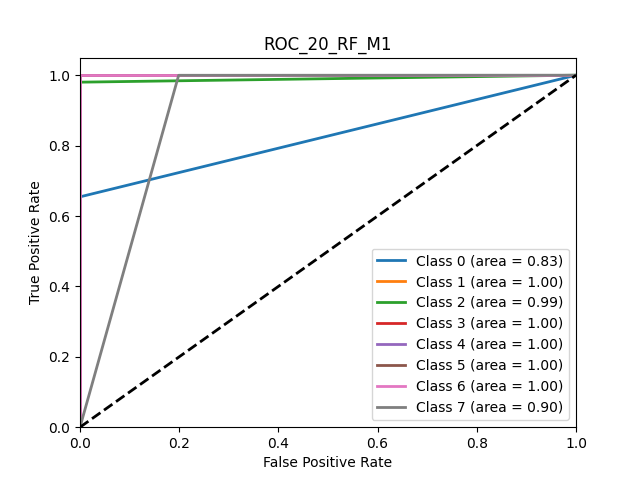 ROC_20_RF_M1
True Positive Rate
1.0
0.8
0.6
0.4
0.2
0.0
Class 0 (area = 0.83)
Class 1 (area = 1.00)
Class 2 (area = 0.99)
Class 3 (area = 1.00)
Class 4 (area = 1.00)
Class 5 (area = 1.00)
Class 6 (area = 1.00)
Class 7 (area = 0.90)
0.0 0.2 0.4 0.6 0.8 1.0
False Positive Rate